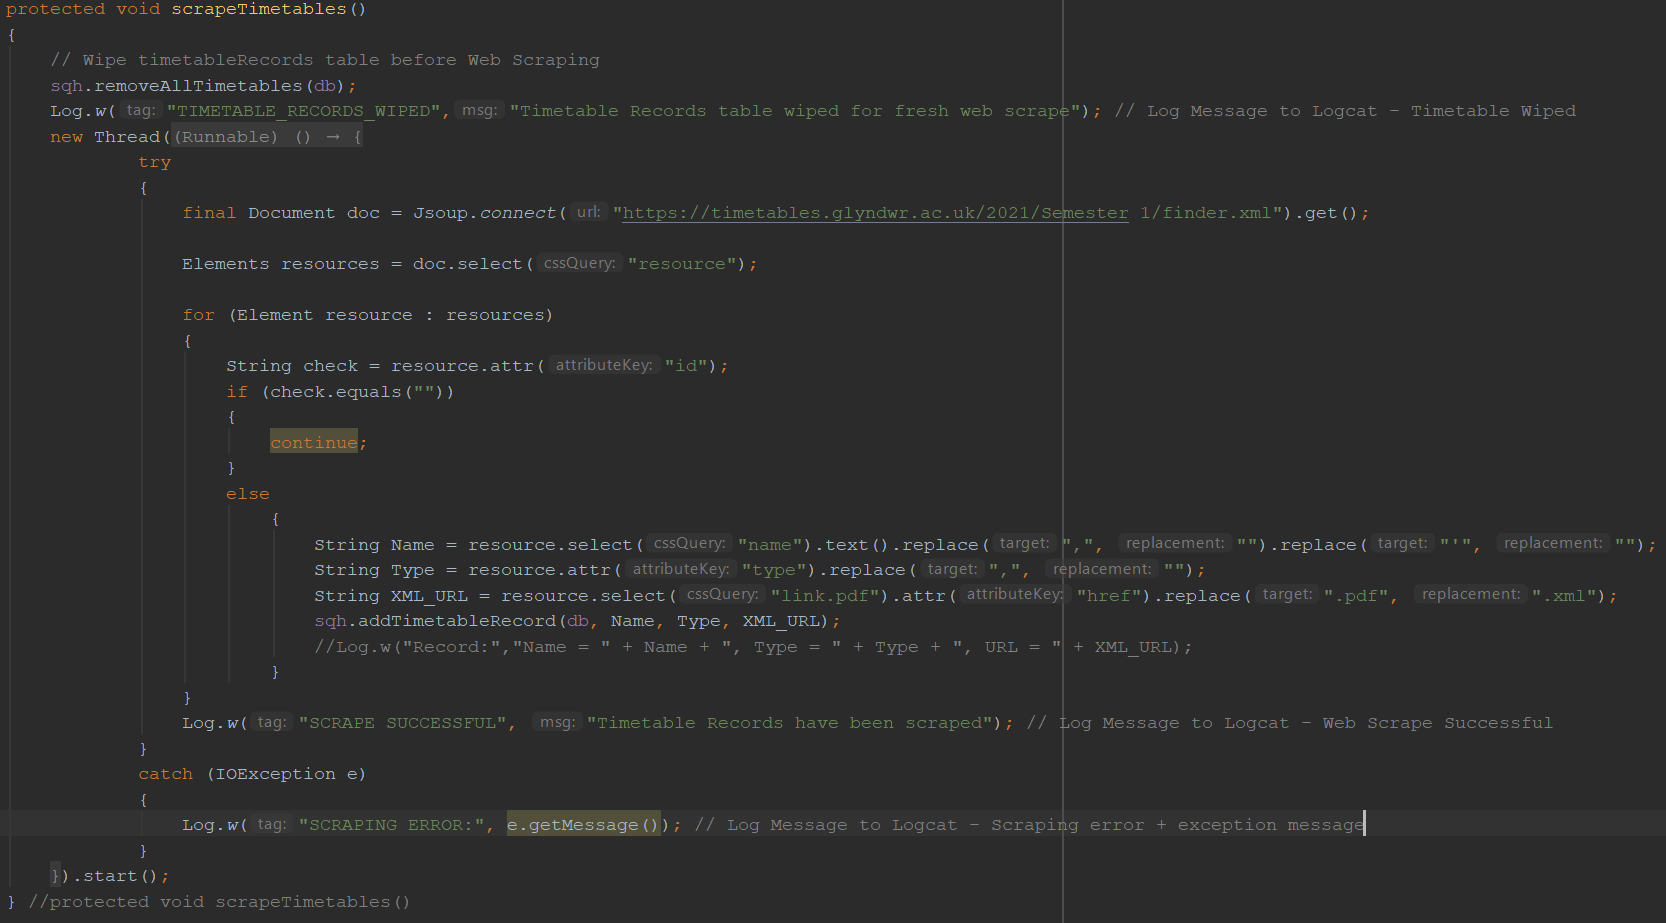 protected void scrapeTimetables()
{
// Wipe timetableRecords table before Web Scraping
sqh.removeAllTimetables(db);
Log.w( tag: "TIMETABLE_RECORDS_WIPED", msg: "Timetable Records table wiped for fresh web scrape"); // Log Message to Logcat - Timetable Wiped
new Thread((Runnable) () → {
try
{
final Document doc = Jsoup.connect( url: "https://timetables.glyndwr.ac.uk/2021/Semester 1/finder.xml").get();
Elements resources = doc.select( cssQuery: "resource");
for (Element resource : resources)
{
String check = resource.attr( attributeKey: "id");
if (check.equals(""))
{
continue;
}
else
{
String Name = resource.select( cssQuery: "name").text().replace( target: ",", replacement: "").replace( target: "'", replacement: "");
String Type = resource.attr( attributeKey: "type").replace( target: ",", replacement: "");
String XML_URL = resource.select( cssQuery: "link.pdf").attr( attributeKey: "href").replace( target: ".pdf", replacement: ".xml");
sqh.addTimetableRecord(db, Name, Type, XML_URL);
//Log.w("Record:","Name = " + Name + ", Type = " + Type + ", URL = " + XML_URL);
}
}
Log.w( tag: "SCRAPE SUCCESSFUL", msg: "Timetable Records have been scraped"); // Log Message to Logcat - Web Scrape Successful
}
catch (IOException e)
{
Log.w( tag: "SCRAPING ERROR:", e.getMessage()); // Log Message to Logcat - Scraping error + exception message
}
}).start();
} //protected void scrapeTimetables()